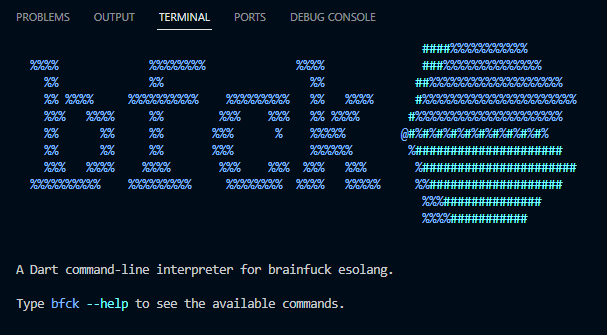 PROBLEMS OUTPUT TERMINAL PORTS DEBUG CONSOLE
bfck
A Dart command-line interpreter for brainfuck esolang.
Type bfck --help to see the available commands.